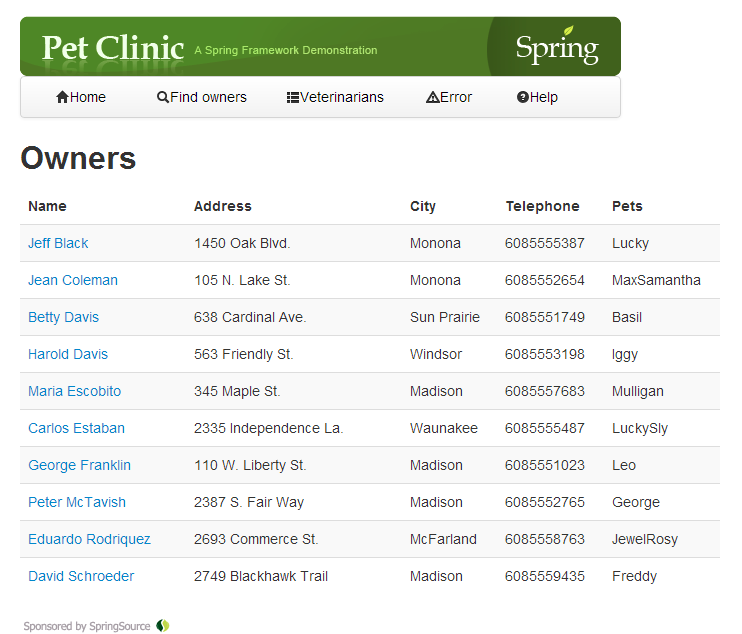 Pet Clinic A Spring Framework Demonstration Spring
Home Find owners Veterinarians Error Help
Owners
Name Address City Telephone Pets
Jeff Black 1450 Oak Blvd. Monona 6085555387 Lucky
Jean Coleman 105 N. Lake St. Monona 6085552654 MaxSamantha
Betty Davis 638 Cardinal Ave. Sun Prairie 6085551749 Basil
Harold Davis 563 Friendly St. Windsor 6085553198 Iggy
Maria Escobito 345 Maple St. Madison 6085557683 Mulligan
Carlos Estaban 2335 Independence La. Waunakee 6085555487 LuckySly
George Franklin 110 W. Liberty St. Madison 6085551023 Leo
Peter McTavish 2387 S. Fair Way Madison 6085552765 George
Eduardo Rodriquez 2693 Commerce St. McFarland 6085558763 JewelRosy
David Schroeder 2749 Blackhawk Trail Madison 6085559435 Freddy
Sponsored by SpringSource